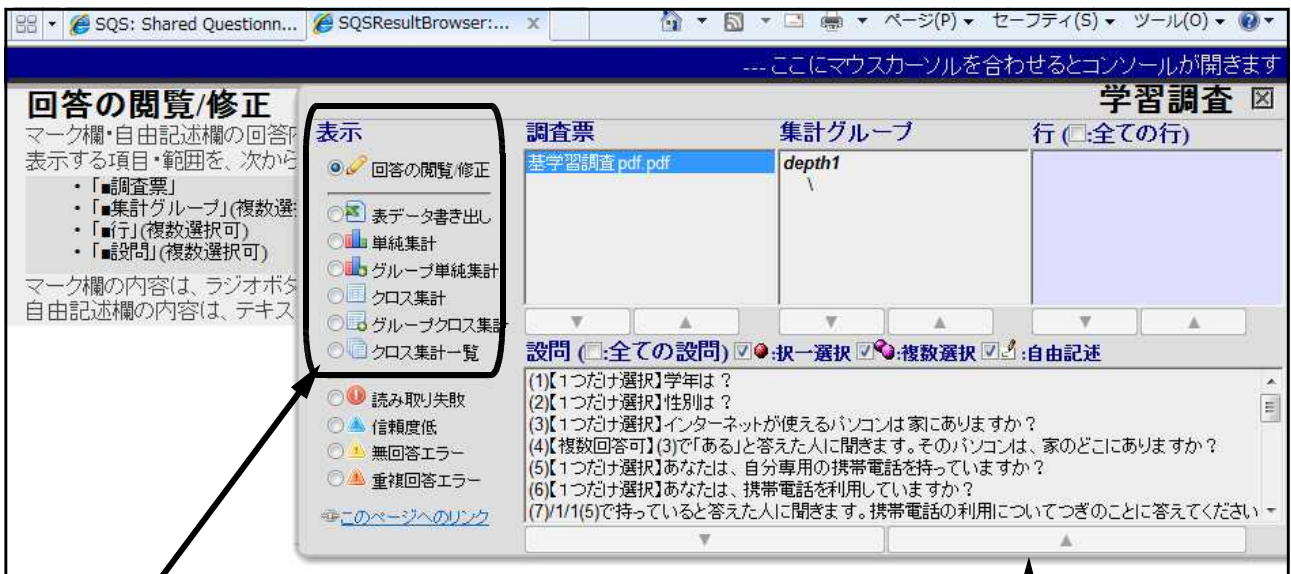 SQS: Shared Questionn...
SQSResultBrowser:...
x
ページ(P)
セーフティ(S)
ツール(O)
--- ここにマウスカーソルを合わせるとコンソールが開きます
回答の閲覧/修正
マーク欄・自由記述欄の回答
表示する項目・範囲を、次から
・「■調査票」
・「■集計グループ」(複数選
・「■行」(複数選択可)
・「■設問」(複数選択可)
マーク欄の内容は、ラジオボタ
自由記述欄の内容は、テキス
学習調査
表示
回答の閲覧/修正
表データ書き出し
単純集計
グループ単純集計
クロス集計
グループクロス集計
クロス集計一覧
読み取り失敗
信頼度低
無回答エラー
重複回答エラー
このページへのリンク
調査票
基学習調査pdf.pdf
集計グループ
depth1
\
行 (□:全ての行)
設問 (□:全ての設問) :択一選択 :複数選択 :自由記述
(1)【1つだけ選択】学年は?
(2)【1つだけ選択】性別は?
(3)【1つだけ選択】インターネットが使えるパソコンは家にありますか?
(4)【複数回答可】(3)で「ある」と答えた人に聞きます。そのパソコンは、家のどこにありますか?
(5)【1つだけ選択】あなたは、自分専用の携帯電話を持っていますか?
(6)【1つだけ選択】あなたは、携帯電話を利用していますか?
(7)/1/1(5)で持っていると答えた人に聞きます。携帯電話の利用についてつぎのことに答えてください